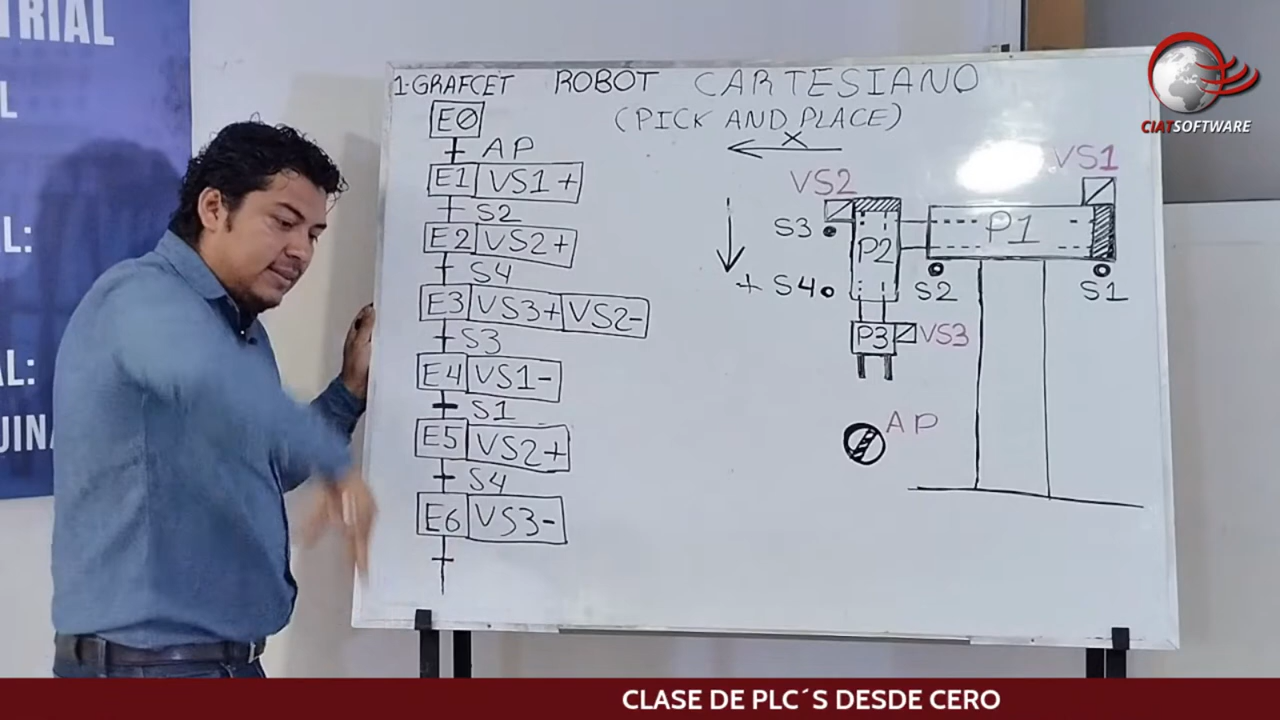 TRIAL
L
L:
AL:
UINA
1-GRAFCET ROBOT CARTESIANO
(PICK AND PLACE)
E0
+ AP
E1 VS1+
+ S2
E2 VS2+
+ S4
E3 VS3+ VS2-
+ S3
E4 VS1-
+ S1
E5 VS2+
+ S4
E6 VS3-
+
X
VS1
VS2
P1
S3
P2
+ S4
S2
S1
P3
VS3
AP
CIATSOFTWARE
CLASE DE PLC´S DESDE CERO